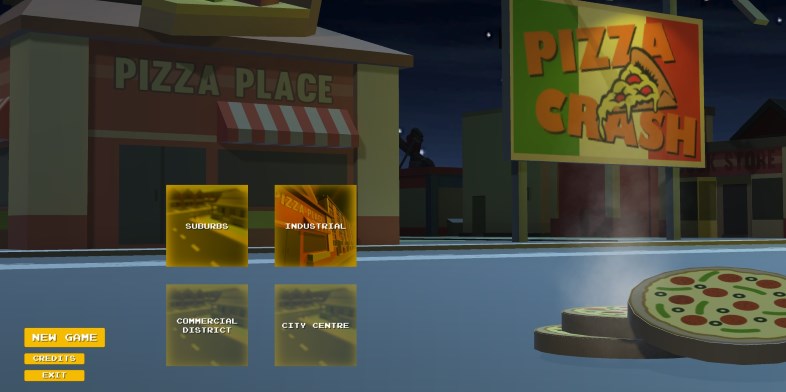 PIZZA PLACE
PIZZA
CRASH
STORE
SUBURBS
INDUSTRIAL
COMMERCIAL
DISTRICT
CITY CENTRE
NEW GAME
CREDITS
EXIT